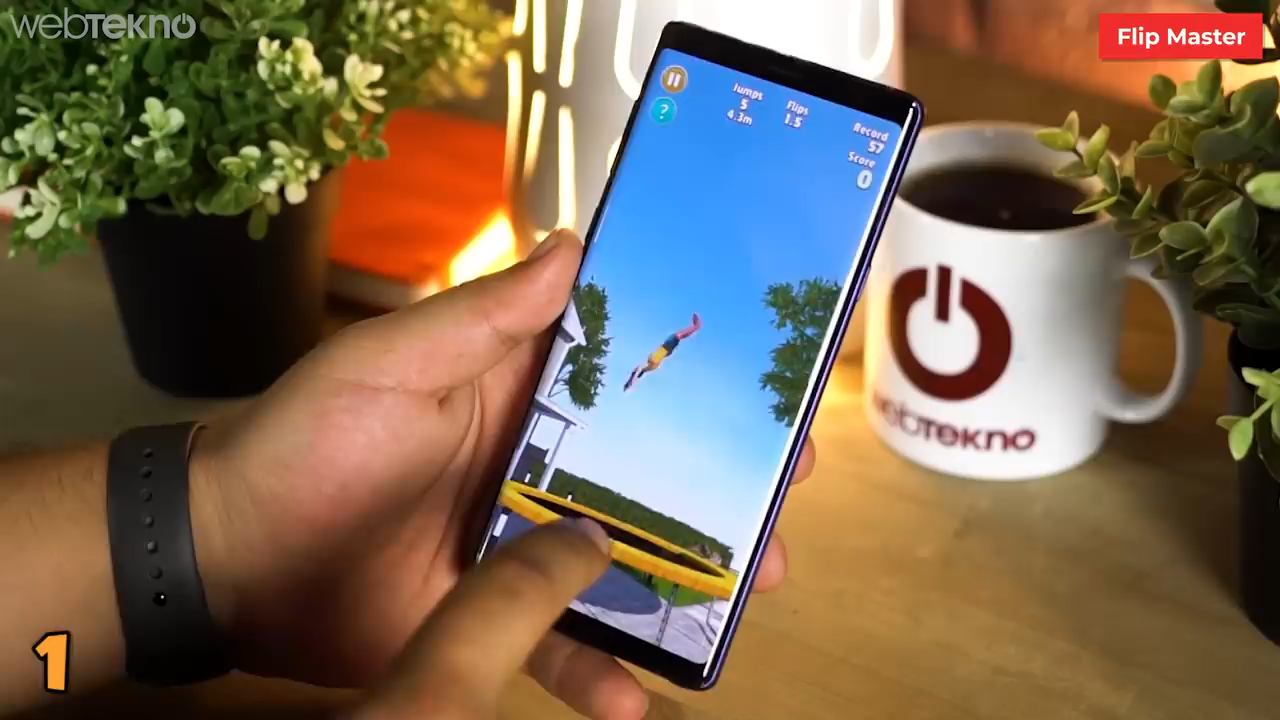 webTEKNO
Flip Master
Jumps
5
4.3m
Flips
1.5
Record
57
Score
0
?
webTEKNO
1